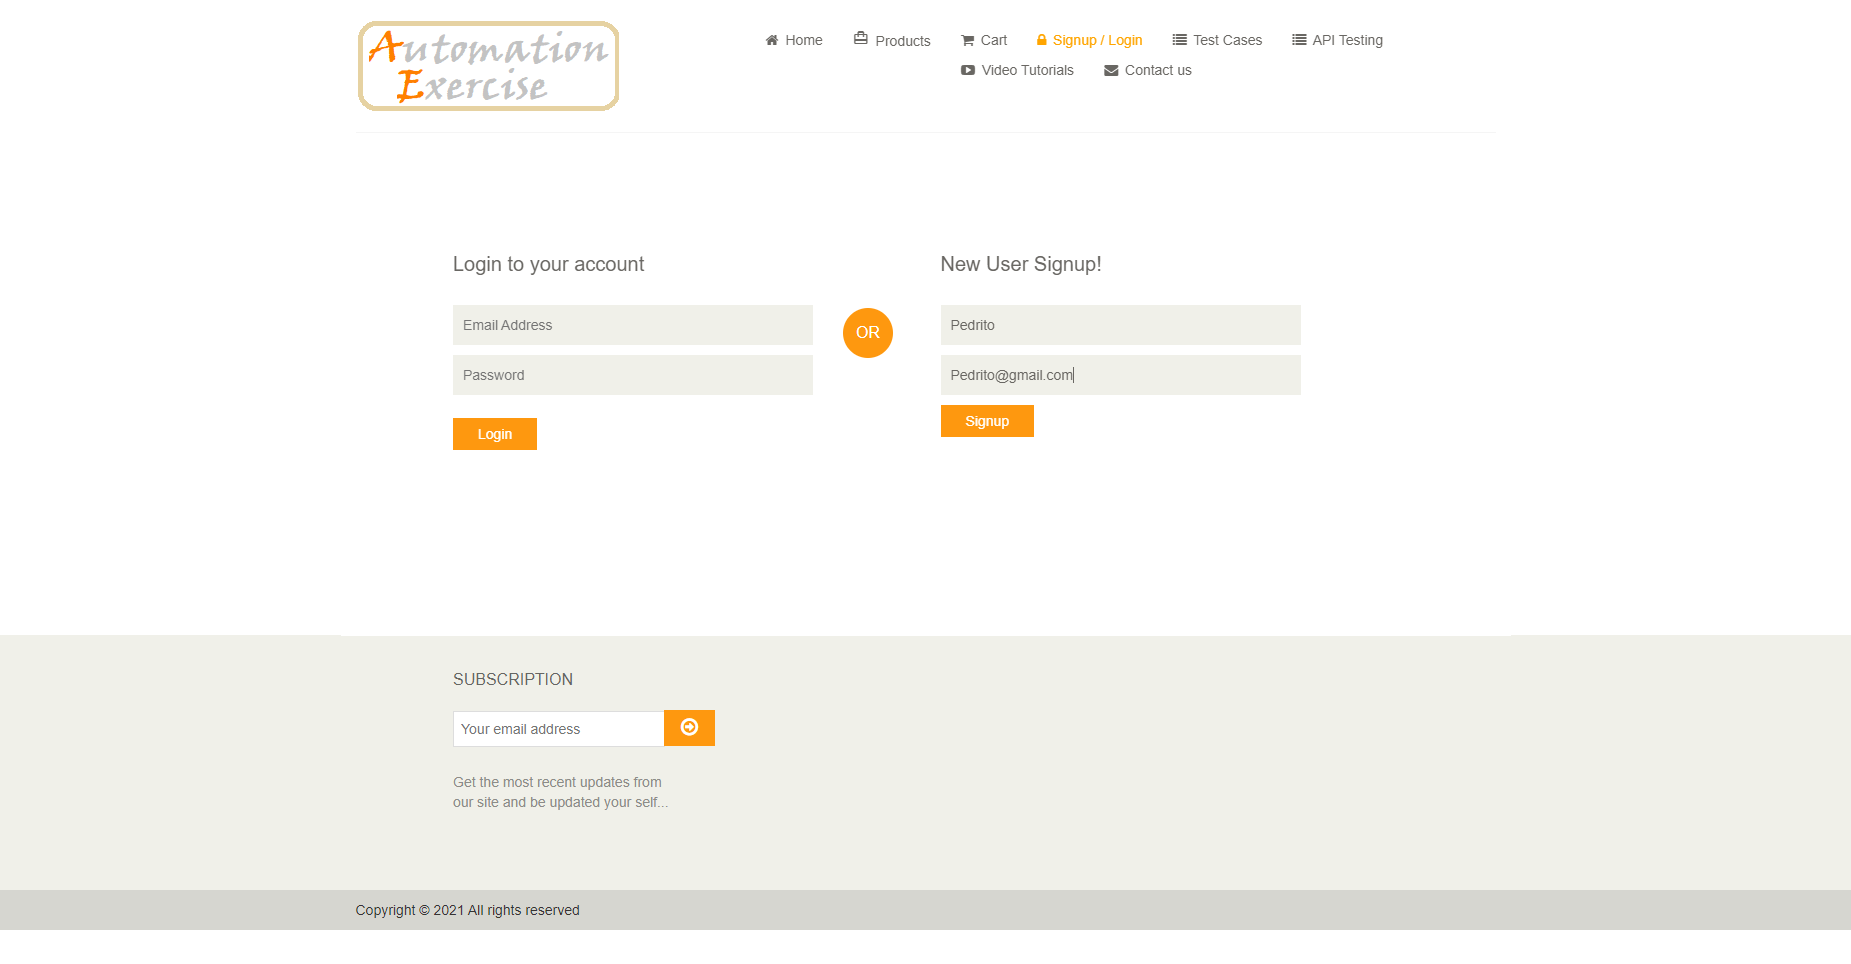 Automation
Exercise
Home
Products
Cart
Signup / Login
Test Cases
API Testing
Video Tutorials
Contact us
Login to your account
Email Address
Password
Login
OR
New User Signup!
Pedrito
Pedrito@gmail.com
Signup
SUBSCRIPTION
Your email address
Get the most recent updates from
our site and be updated your self...
Copyright © 2021 All rights reserved